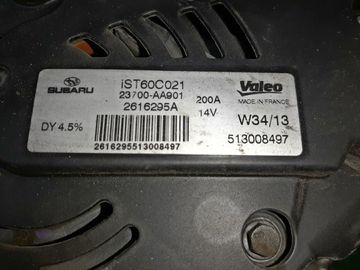 SUBARU
iST60C021
23700-AA901
2616295A
200A
14V
Valeo
MADE IN FRANCE
W34/13
DY 4.5%
2616295513008497
513008497